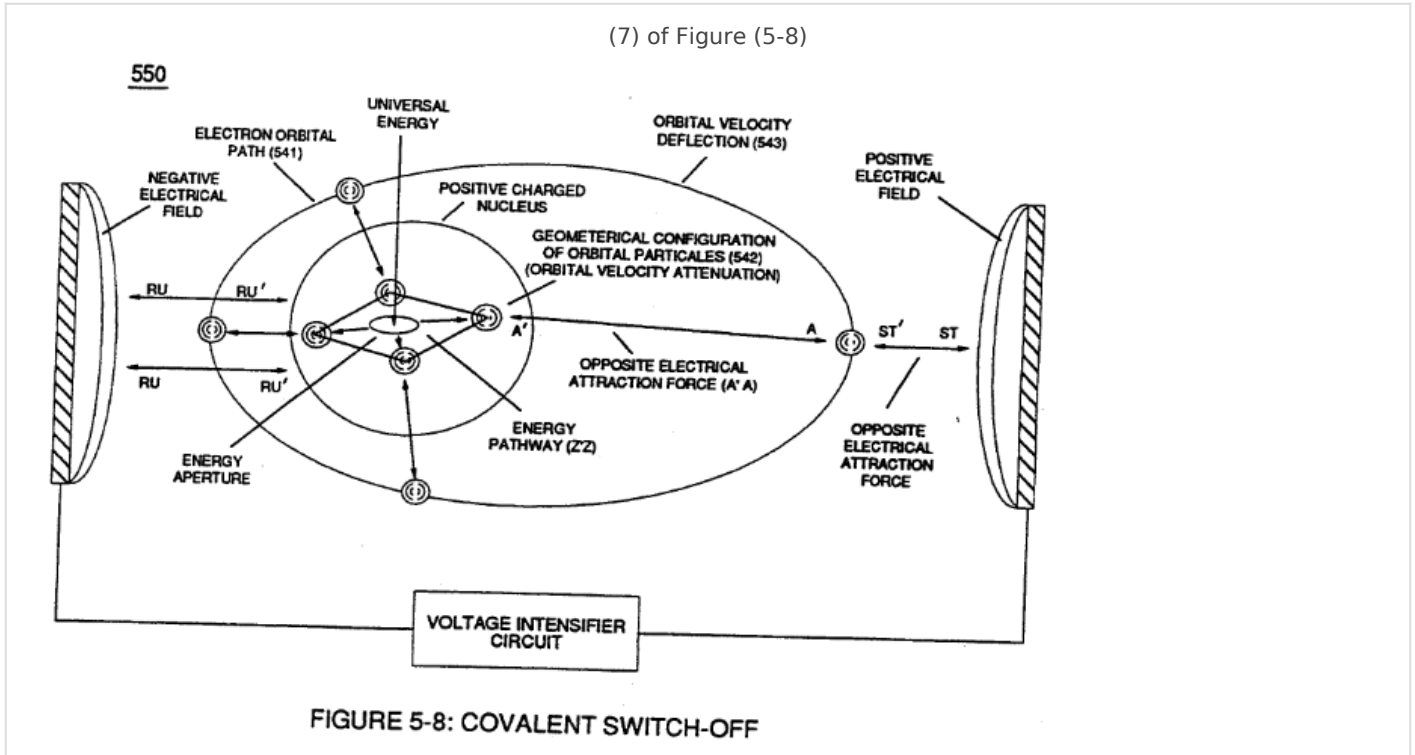 (7) of Figure (5-8)
550
UNIVERSAL
ENERGY
ELECTRON ORBITAL
PATH (541)
ORBITAL VELOCITY
DEFLECTION (543)
POSITIVE
ELECTRICAL
FIELD
NEGATIVE
ELECTRICAL
FIELD
POSITIVE CHARGED
NUCLEUS
GEOMETERICAL CONFIGURATION
OF ORBITAL PARTICALES (542)
(ORBITAL VELOCITY ATTENUATION)
RU RU'
A' A
ST' ST
RU RU'
OPPOSITE ELECTRICAL
ATTRACTION FORCE (A' A)
ENERGY
PATHWAY (Z'Z)
ENERGY
APERTURE
OPPOSITE
ELECTRICAL
ATTRACTION
FORCE
VOLTAGE INTENSIFIER
CIRCUIT
FIGURE 5-8: COVALENT SWITCH-OFF